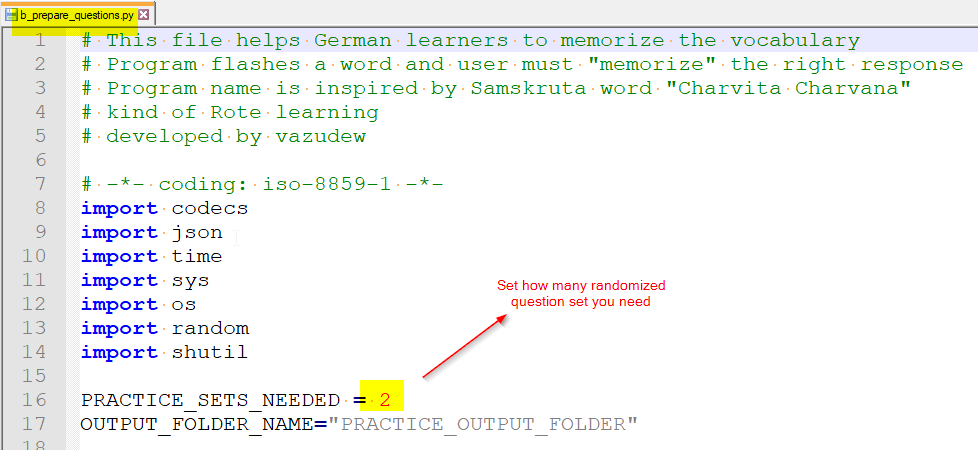 b_prepare_questions.py
1 # This file helps German learners to memorize the vocabulary
2 # Program flashes a word and user must "memorize" the right response
3 # Program name is inspired by Samskruta word "Charvita Charvana"
4 # kind of Rote learning
5 # developed by vazudew
6
7 # -*- coding: iso-8859-1 -*-
8 import codecs
9 import json
10 import time
11 import sys
12 import os
13 import random
14 import shutil
15
Set how many randomized
question set you need
16 PRACTICE_SETS_NEEDED = 2
17 OUTPUT_FOLDER_NAME="PRACTICE_OUTPUT_FOLDER"
18